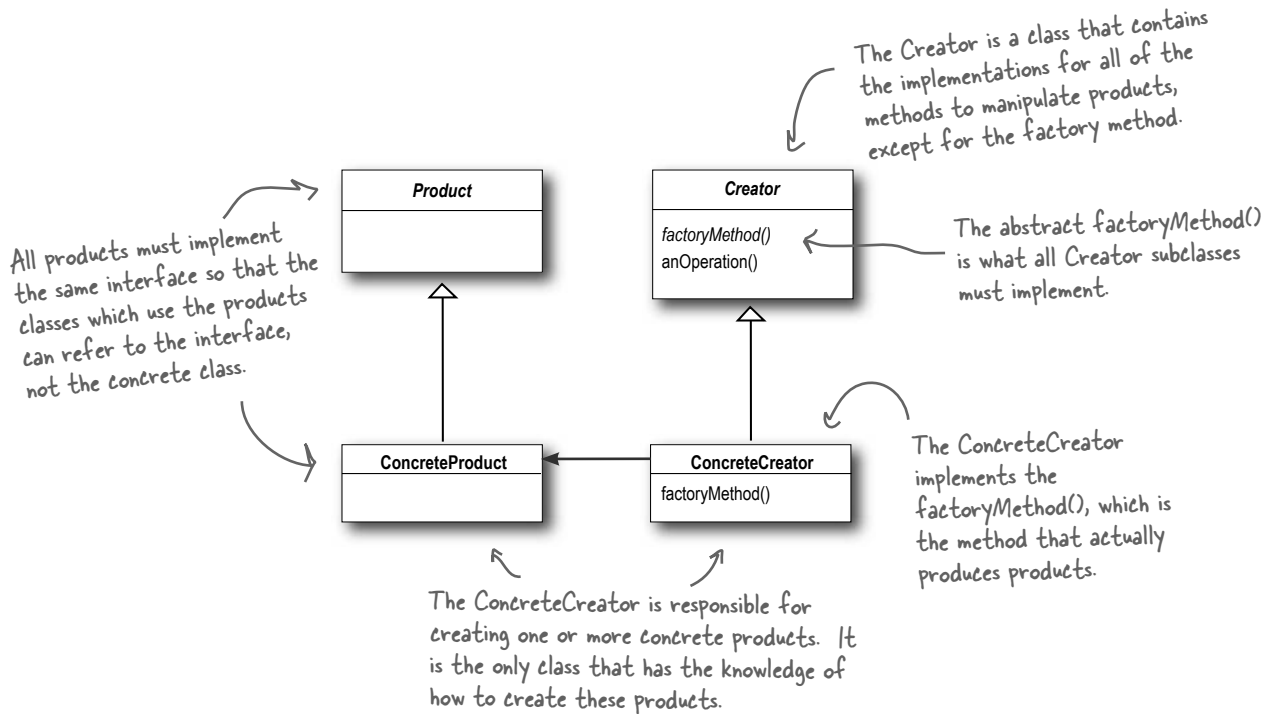 The Creator is a class that contains
the implementations for all of the
methods to manipulate products,
except for the factory method.
Product
Creator
factoryMethod()
anOperation()
The abstract factoryMethod()
is what all Creator subclasses
must implement.
All products must implement
the same interface so that the
classes which use the products
can refer to the interface,
not the concrete class.
ConcreteProduct
ConcreteCreator
factoryMethod()
The ConcreteCreator
implements the
factoryMethod(), which is
the method that actually
produces products.
The ConcreteCreator is responsible for
creating one or more concrete products. It
is the only class that has the knowledge of
how to create these products.